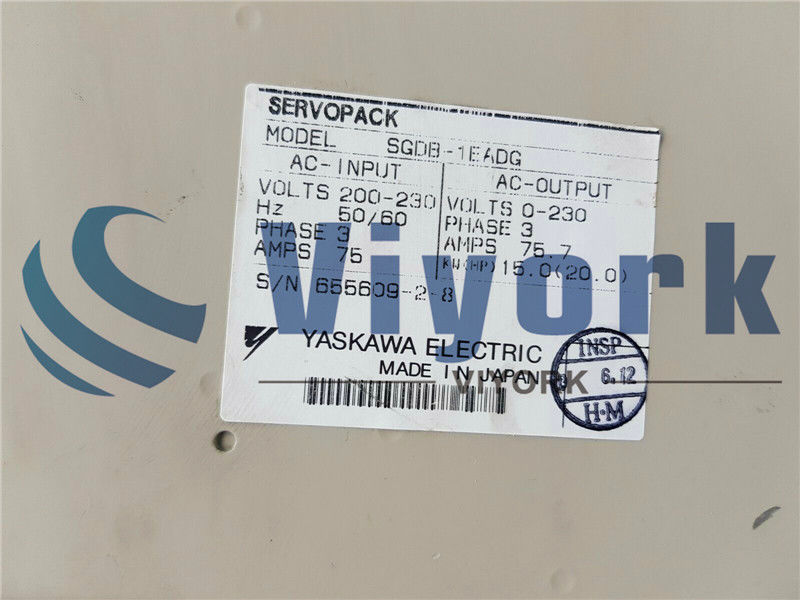 SERVOPACK
MODEL SGDB-1EADG
AC-INPUT
VOLTS 200-230
Hz 50/60
PHASE 3
AMPS 75
AC-OUTPUT
VOLTS 0-230
PHASE 3
AMPS 75.7
KW(HP) 15.0(20.0)
S/N 655609-2-8
YASKAWA ELECTRIC
MADE IN JAPAN
INSP
6.12
H·M
Viyork
VIYORK